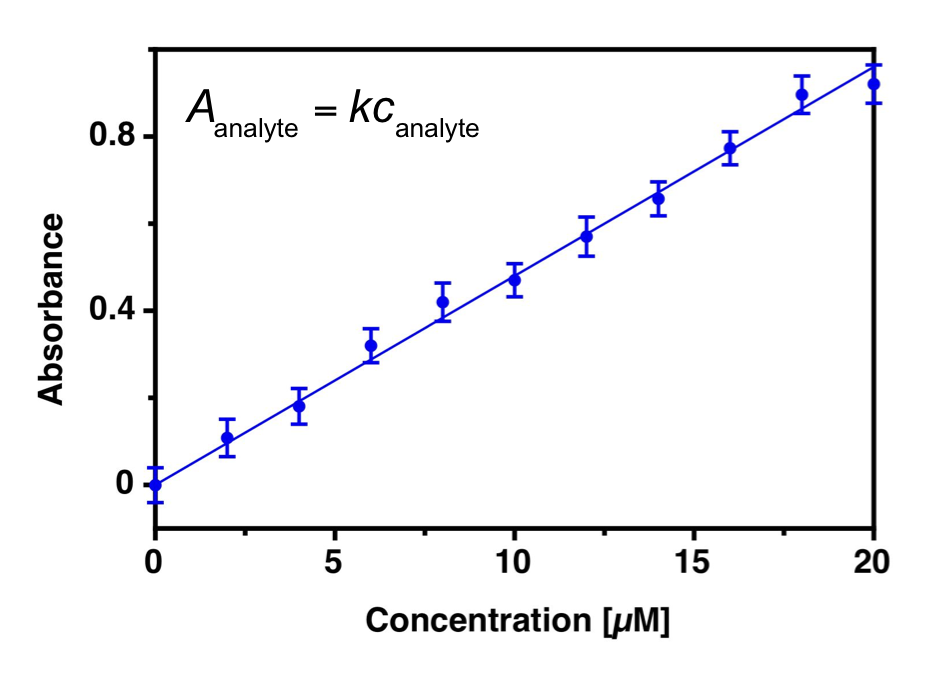 A_analyte = kc_analyte
0.8
0.4
0
Absorbance
0 5 10 15 20
Concentration [µM]